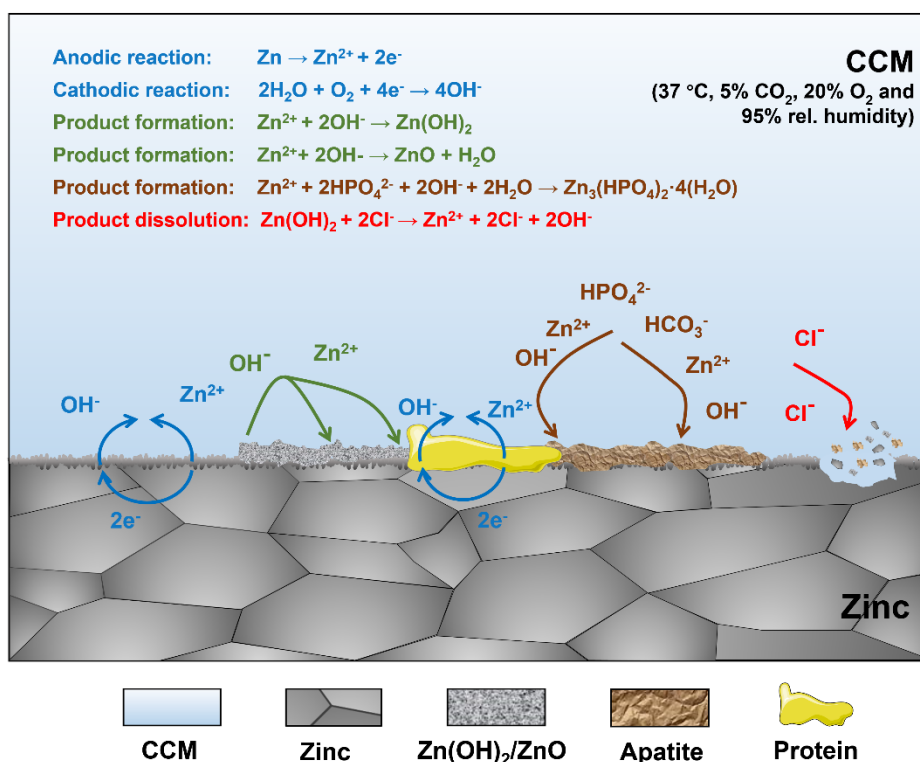 Anodic reaction: Zn → Zn²⁺ + 2e⁻
Cathodic reaction: 2H₂O + O₂ + 4e⁻ → 4OH⁻
Product formation: Zn²⁺ + 2OH⁻ → Zn(OH)₂
Product formation: Zn²⁺+ 2OH- → ZnO + H₂O
Product formation: Zn²⁺ + 2HPO₄²⁻ + 2OH⁻ + 2H₂O → Zn₃(HPO₄)₂·4(H₂O)
Product dissolution: Zn(OH)₂ + 2Cl⁻ → Zn²⁺ + 2Cl⁻ + 2OH⁻
CCM
(37 °C, 5% CO₂, 20% O₂ and
95% rel. humidity)
HPO₄²⁻
Zn²⁺
HCO₃⁻
OH⁻
Zn²⁺
OH⁻
Cl⁻
Cl⁻
OH⁻
Zn²⁺
OH⁻
Zn²⁺
OH⁻
Zn²⁺
2e⁻
2e⁻
Zinc
CCM
Zinc
Zn(OH)₂/ZnO
Apatite
Protein